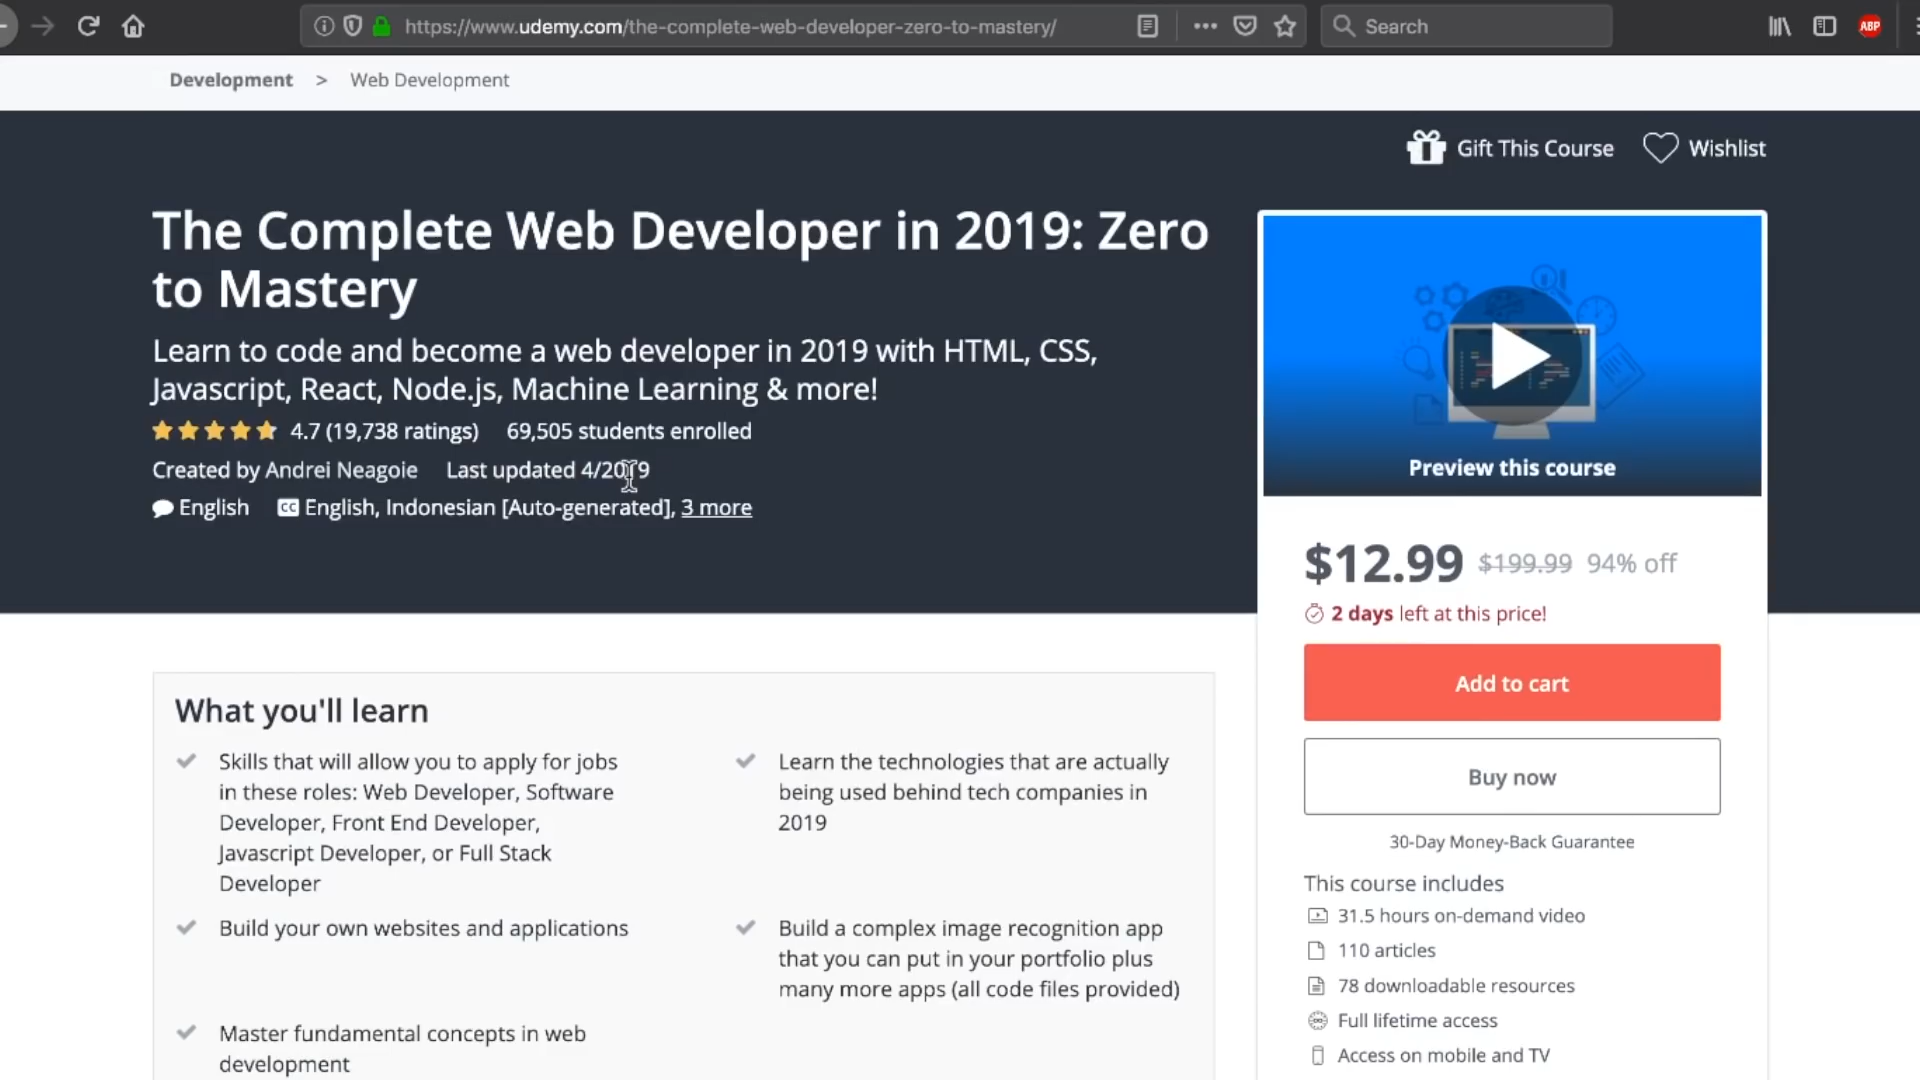 https://www.udemy.com/the-complete-web-developer-zero-to-mastery/
Search
ABP
Development > Web Development
Gift This Course
Wishlist
The Complete Web Developer in 2019: Zero
to Mastery
Learn to code and become a web developer in 2019 with HTML, CSS,
Javascript, React, Node.js, Machine Learning & more!
4.7 (19,738 ratings) 69,505 students enrolled
Created by Andrei Neagoie Last updated 4/2019
English CC English, Indonesian [Auto-generated], 3 more
Preview this course
$12.99 $199.99 94% off
2 days left at this price!
Add to cart
Buy now
30-Day Money-Back Guarantee
This course includes
31.5 hours on-demand video
110 articles
78 downloadable resources
Full lifetime access
Access on mobile and TV
What you'll learn
Skills that will allow you to apply for jobs
in these roles: Web Developer, Software
Developer, Front End Developer,
Javascript Developer, or Full Stack
Developer
Learn the technologies that are actually
being used behind tech companies in
2019
Build your own websites and applications
Build a complex image recognition app
that you can put in your portfolio plus
many more apps (all code files provided)
Master fundamental concepts in web
development